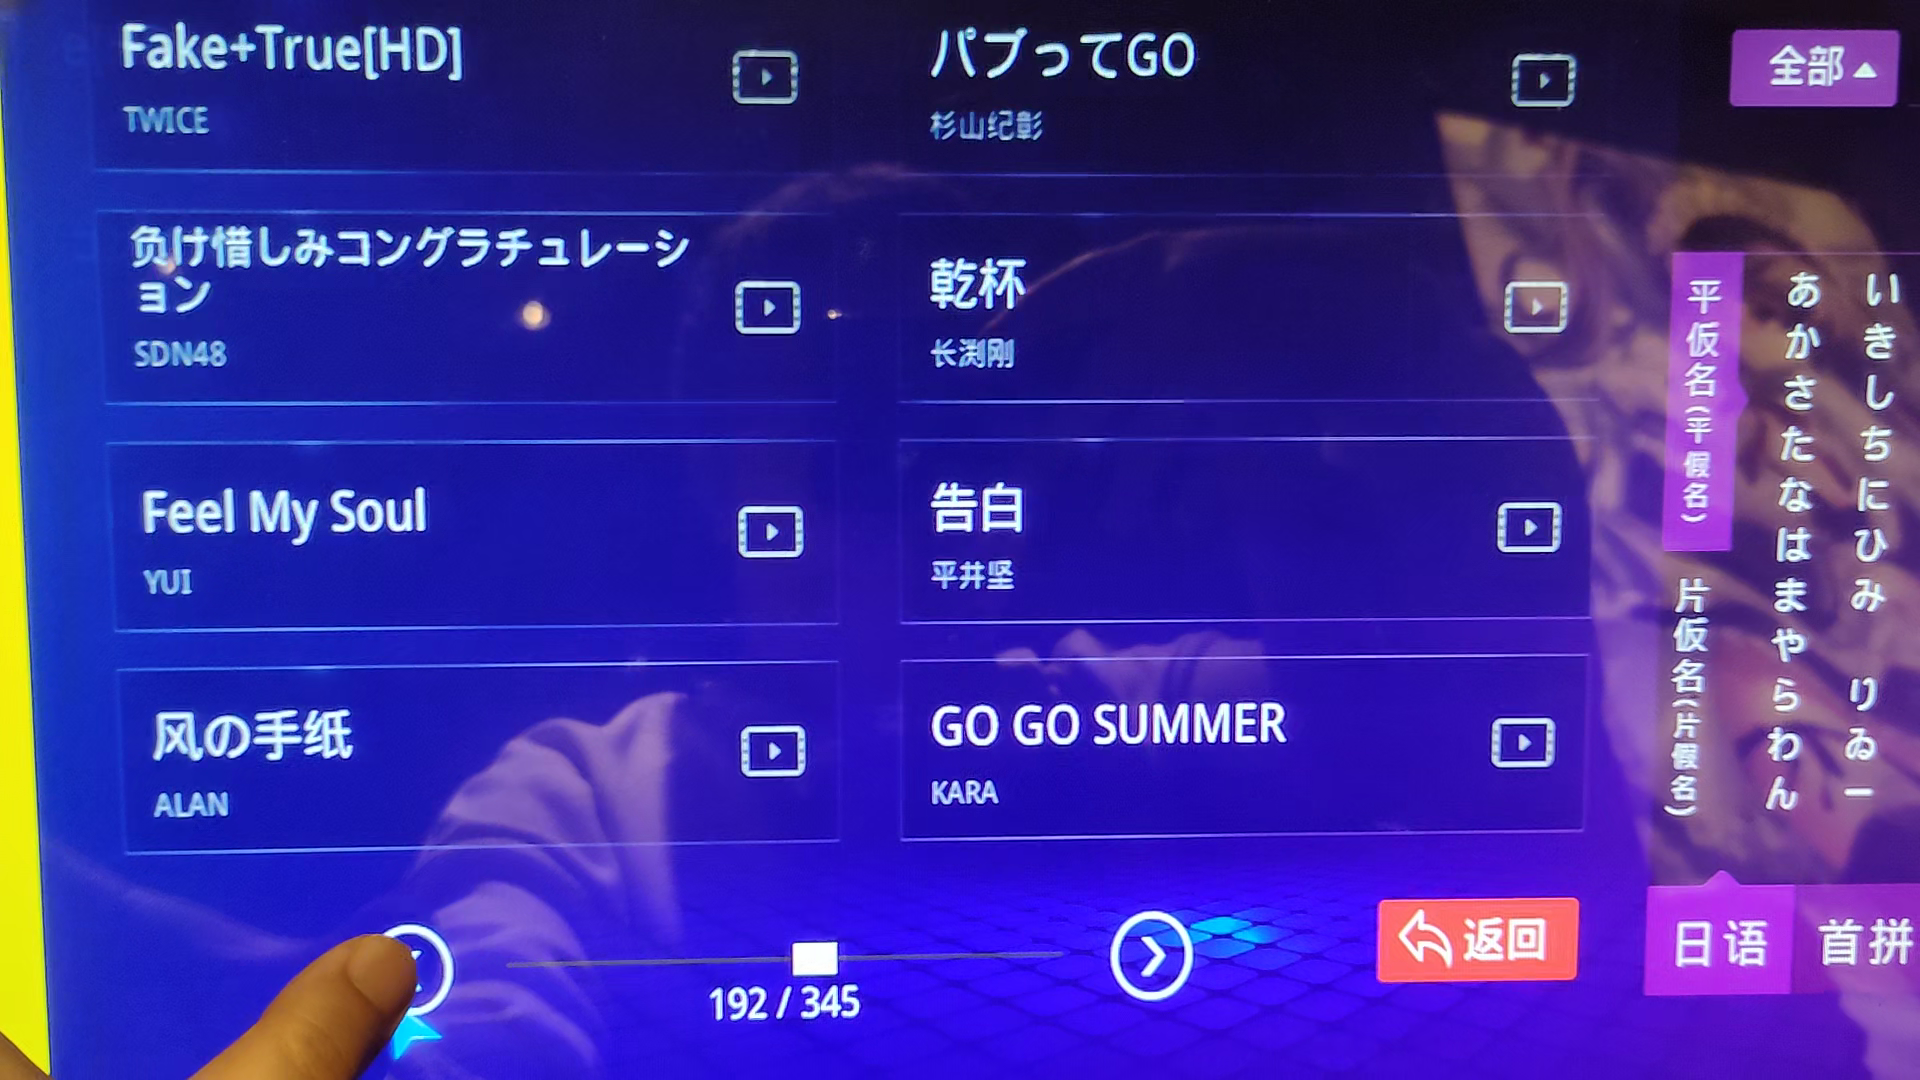 Fake+True[HD]
TWICE
パブってGO
杉山纪彰
全部
负け惜しみコングラチュレーシ
ョン
SDN48
乾杯
长渕刚
Feel My Soul
YUI
告白
平井坚
风の手纸
ALAN
GO GO SUMMER
KARA
平仮名(平假名)
片仮名(片假名)
あかさたなはまやらわん
いきしちにひみ りゐー
192 / 345
返回
日语
首拼